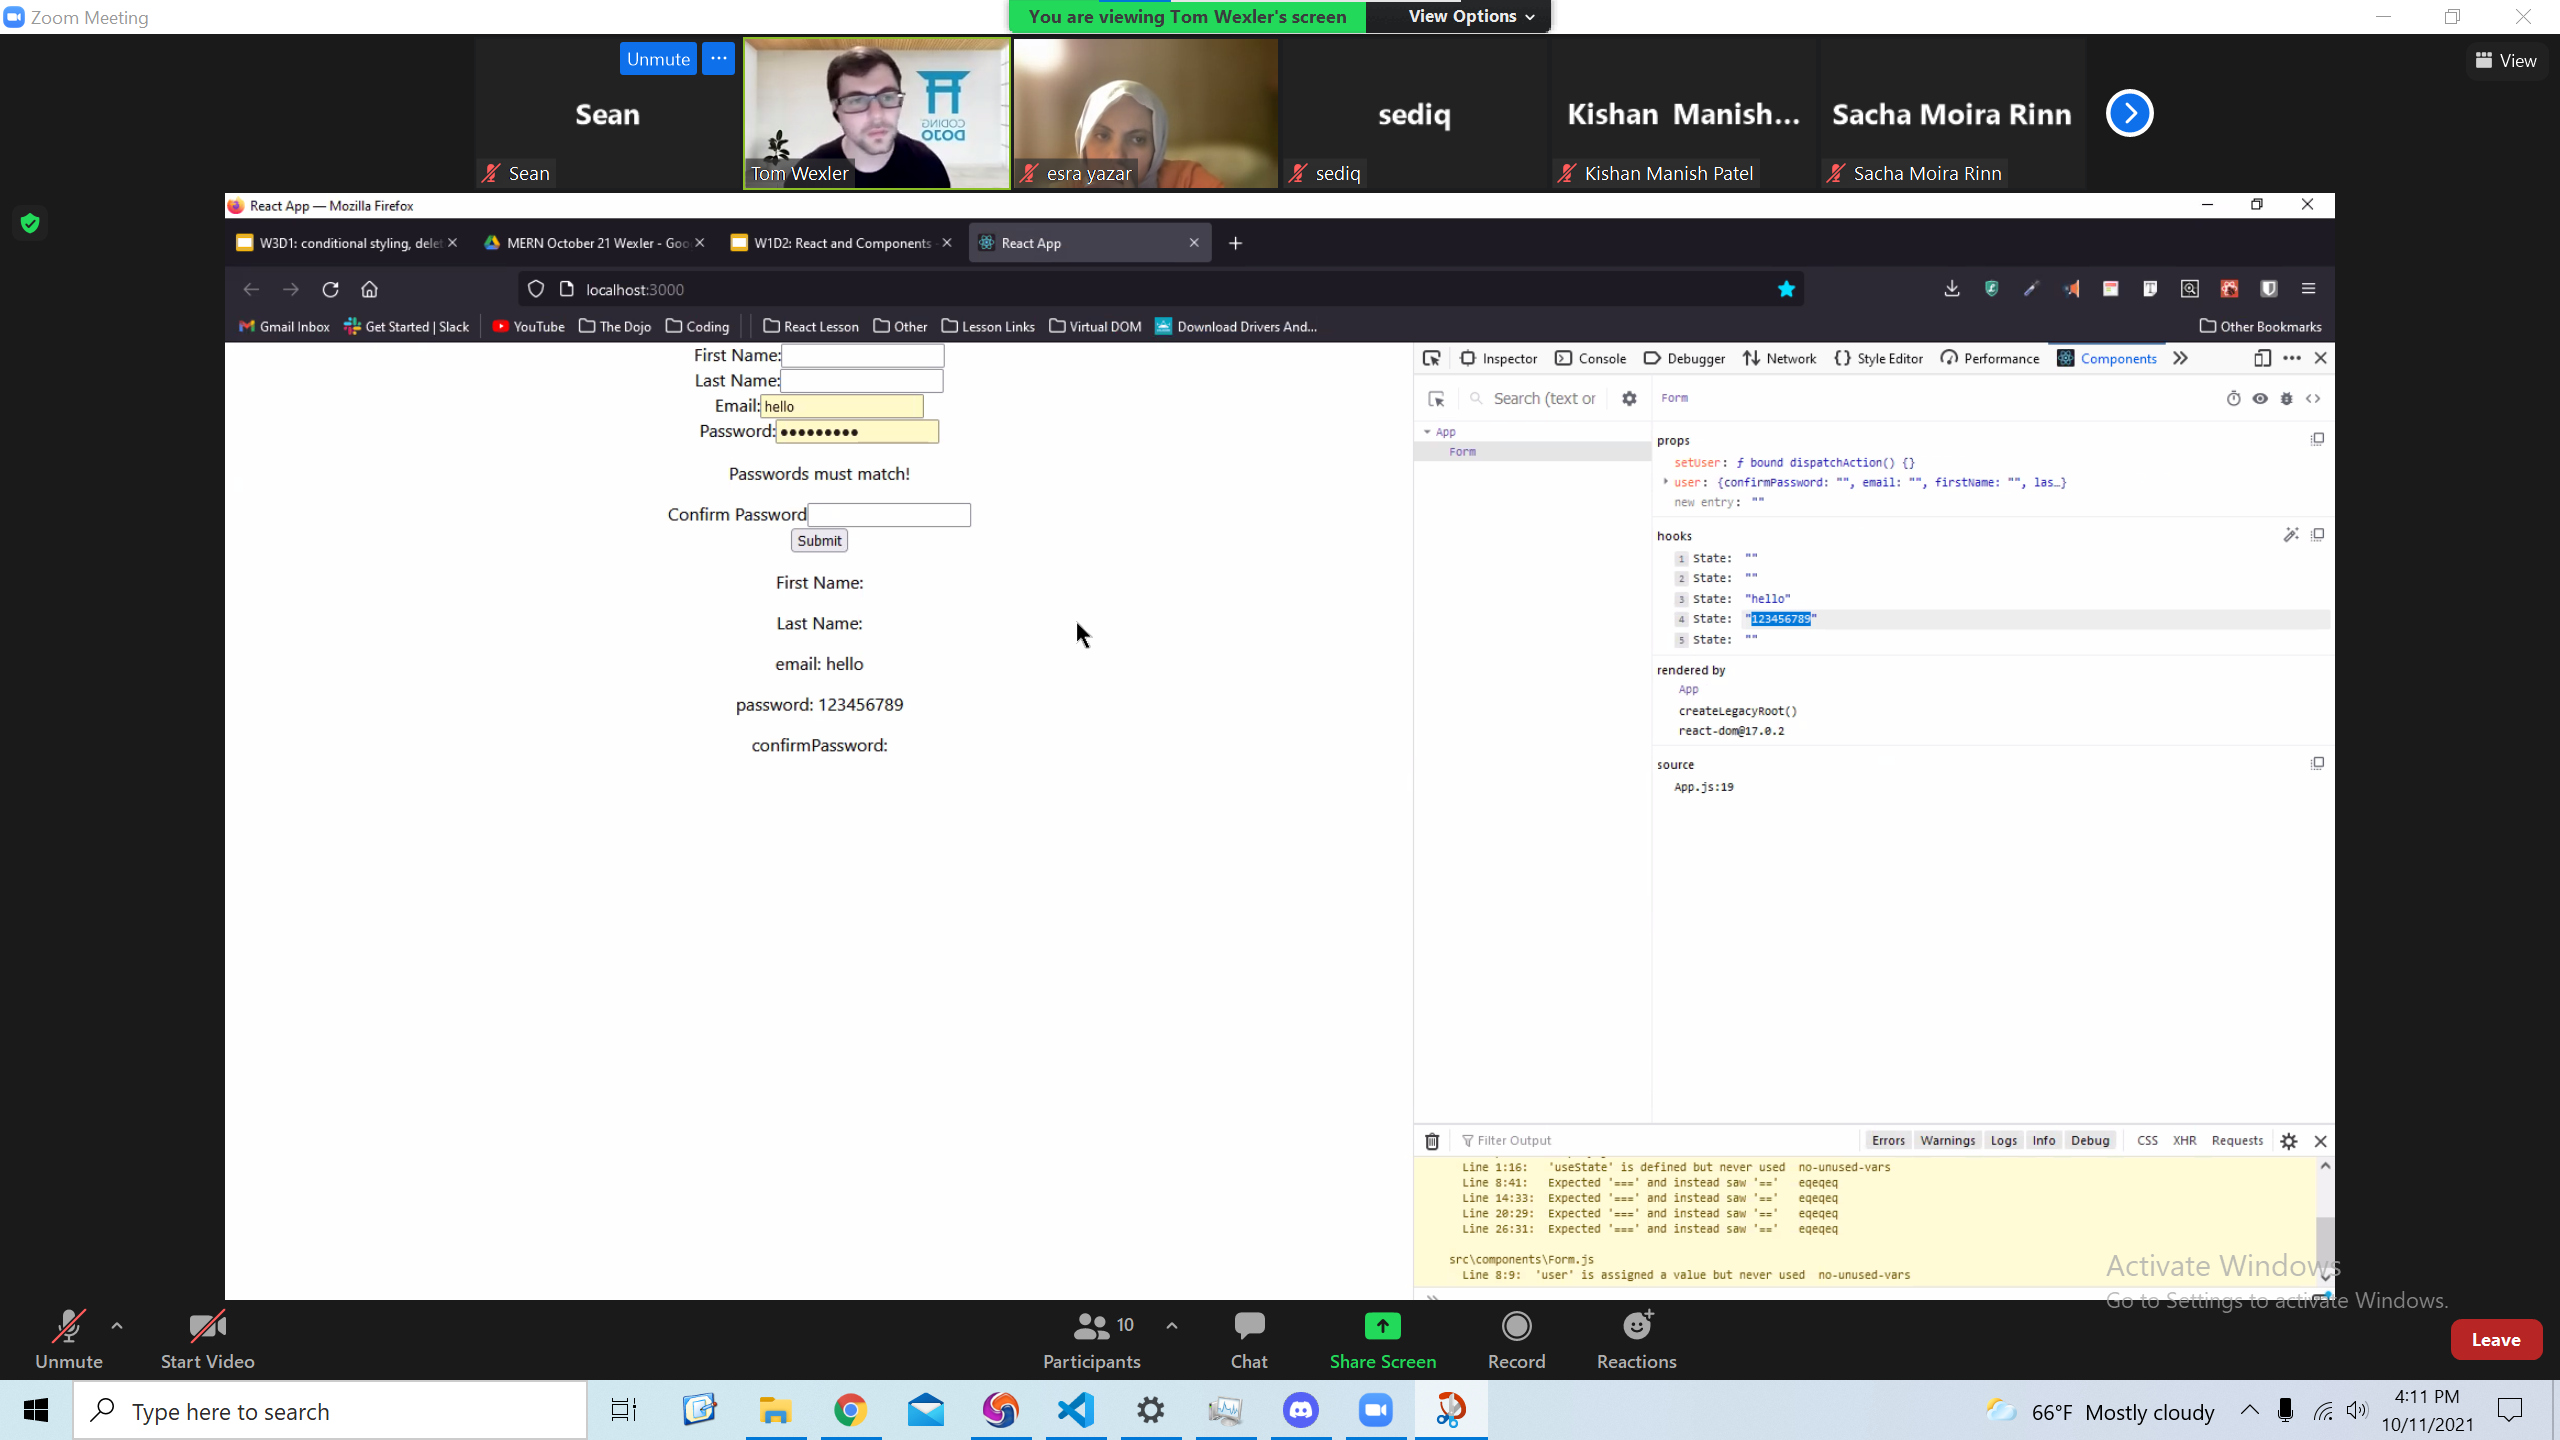 Zoom Meeting
You are viewing Tom Wexler's screen
View Options
View
Unmute
...
Sean
Sean
CODING
DOJO
Tom Wexler
esra yazar
sediq
sediq
Kishan Manish...
Kishan Manish Patel
Sacha Moira Rinn
Sacha Moira Rinn
React App — Mozilla Firefox
W3D1: conditional styling, dele
MERN October 21 Wexler - Goo
W1D2: React and Components
React App
localhost:3000
Gmail Inbox
Get Started | Slack
YouTube
The Dojo
Coding
React Lesson
Other
Lesson Links
Virtual DOM
Download Drivers And...
Other Bookmarks
First Name:
Last Name:
Email: hello
Password: •••••••••
Passwords must match!
Confirm Password
Submit
First Name:
Last Name:
email: hello
password: 123456789
confirmPassword:
Inspector
Console
Debugger
Network
{} Style Editor
Performance
Components
Search (text or
Form
App
Form
props
setUser: ƒ bound dispatchAction() {}
user: {confirmPassword: "", email: "", firstName: "", las…}
new entry: ""
hooks
1 State: ""
2 State: ""
3 State: "hello"
4 State: "123456789"
5 State: ""
rendered by
App
createLegacyRoot()
react-dom@17.0.2
source
App.js:19
Filter Output
Errors
Warnings
Logs
Info
Debug
CSS
XHR
Requests
Line 1:16: 'useState' is defined but never used no-unused-vars
Line 8:41: Expected '===' and instead saw '==' eqeqeq
Line 14:33: Expected '===' and instead saw '==' eqeqeq
Line 20:29: Expected '===' and instead saw '==' eqeqeq
Line 26:31: Expected '===' and instead saw '==' eqeqeq
src\components\Form.js
Line 8:9: 'user' is assigned a value but never used no-unused-vars
Activate Windows
Go to Settings to activate Windows.
Unmute
Start Video
Participants 10
Chat
Share Screen
Record
Reactions
Leave
Type here to search
66°F Mostly cloudy
4:11 PM
10/11/2021